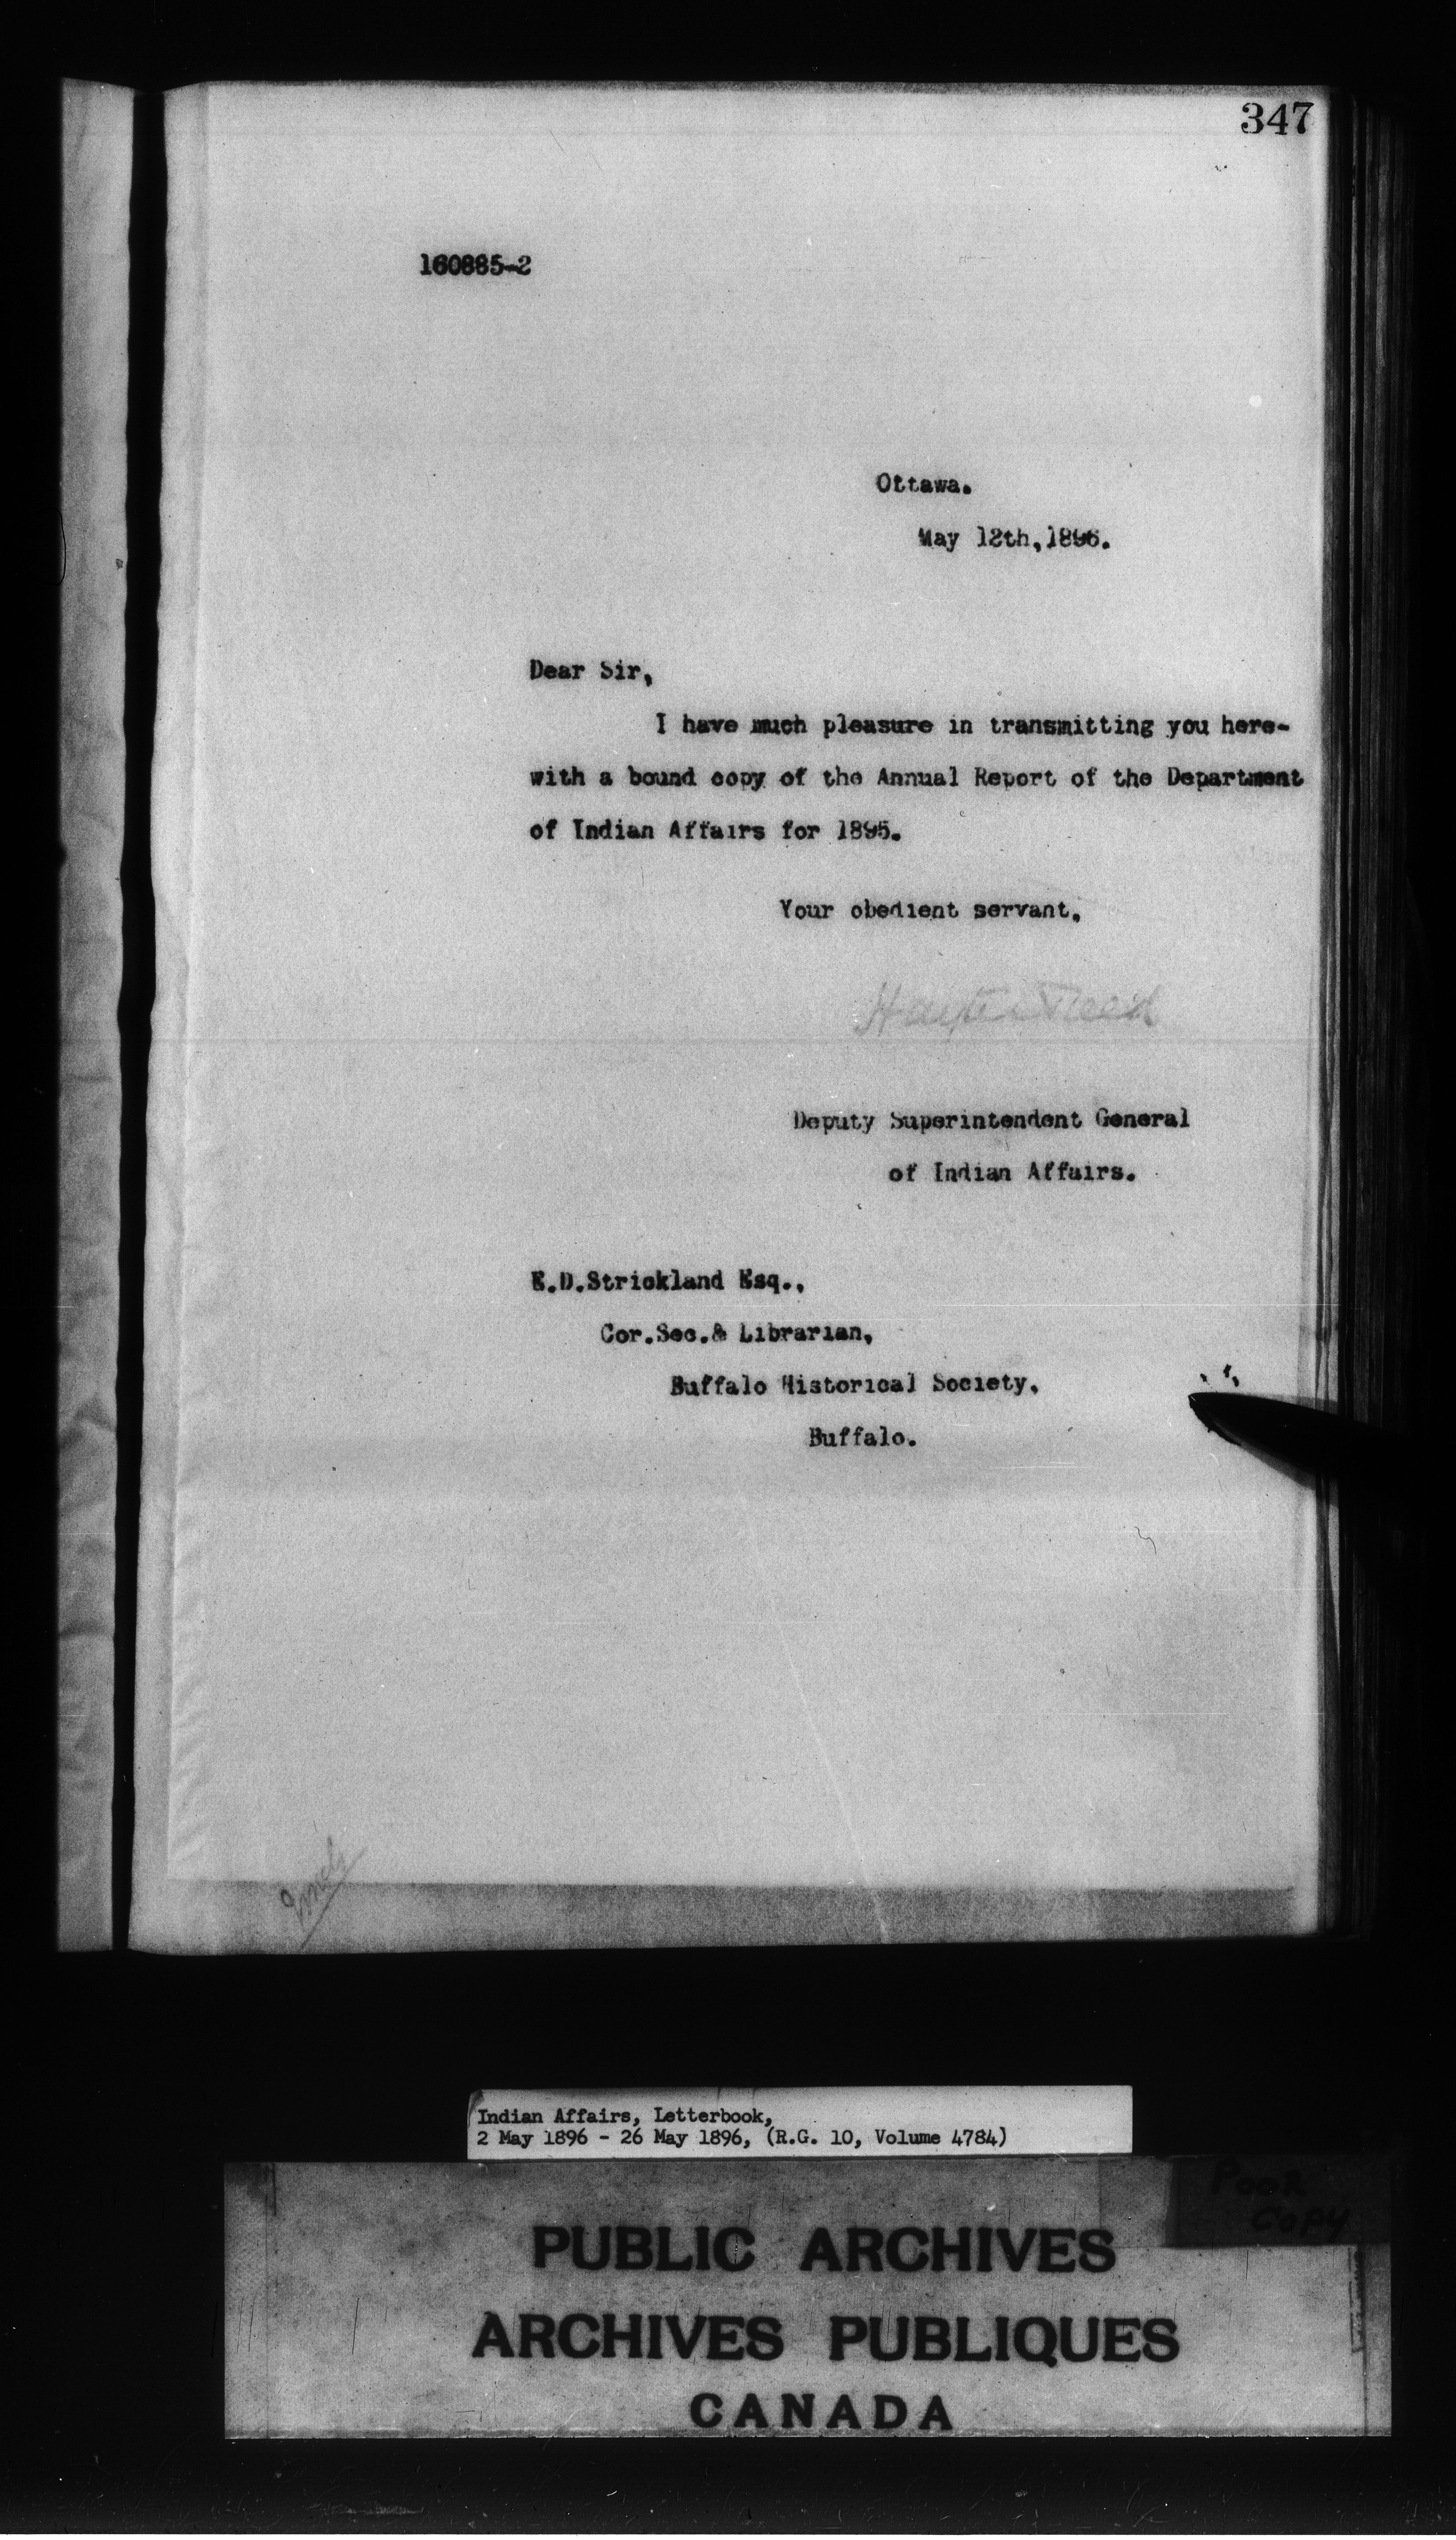 347
160885-2
Ottawa.
May 12th,1896.
Dear Sir,
I have much pleasure in transmitting you here-
with a bound copy of the Annual Report of the Department
of Indian Affairs for 1895.
Your obedient servant,
Hayter Reed
Deputy Superintendent General
of Indian Affairs.
E.D.Strickland Esq.,
Cor.Sec.& Librarian,
Buffalo Historical Society,
Buffalo.
Indian Affairs, Letterbook,
2 May 1896 - 26 May 1896, (R.G. 10, Volume 4784)
POOR
COPY
PUBLIC ARCHIVES
ARCHIVES PUBLIQUES
CANADA